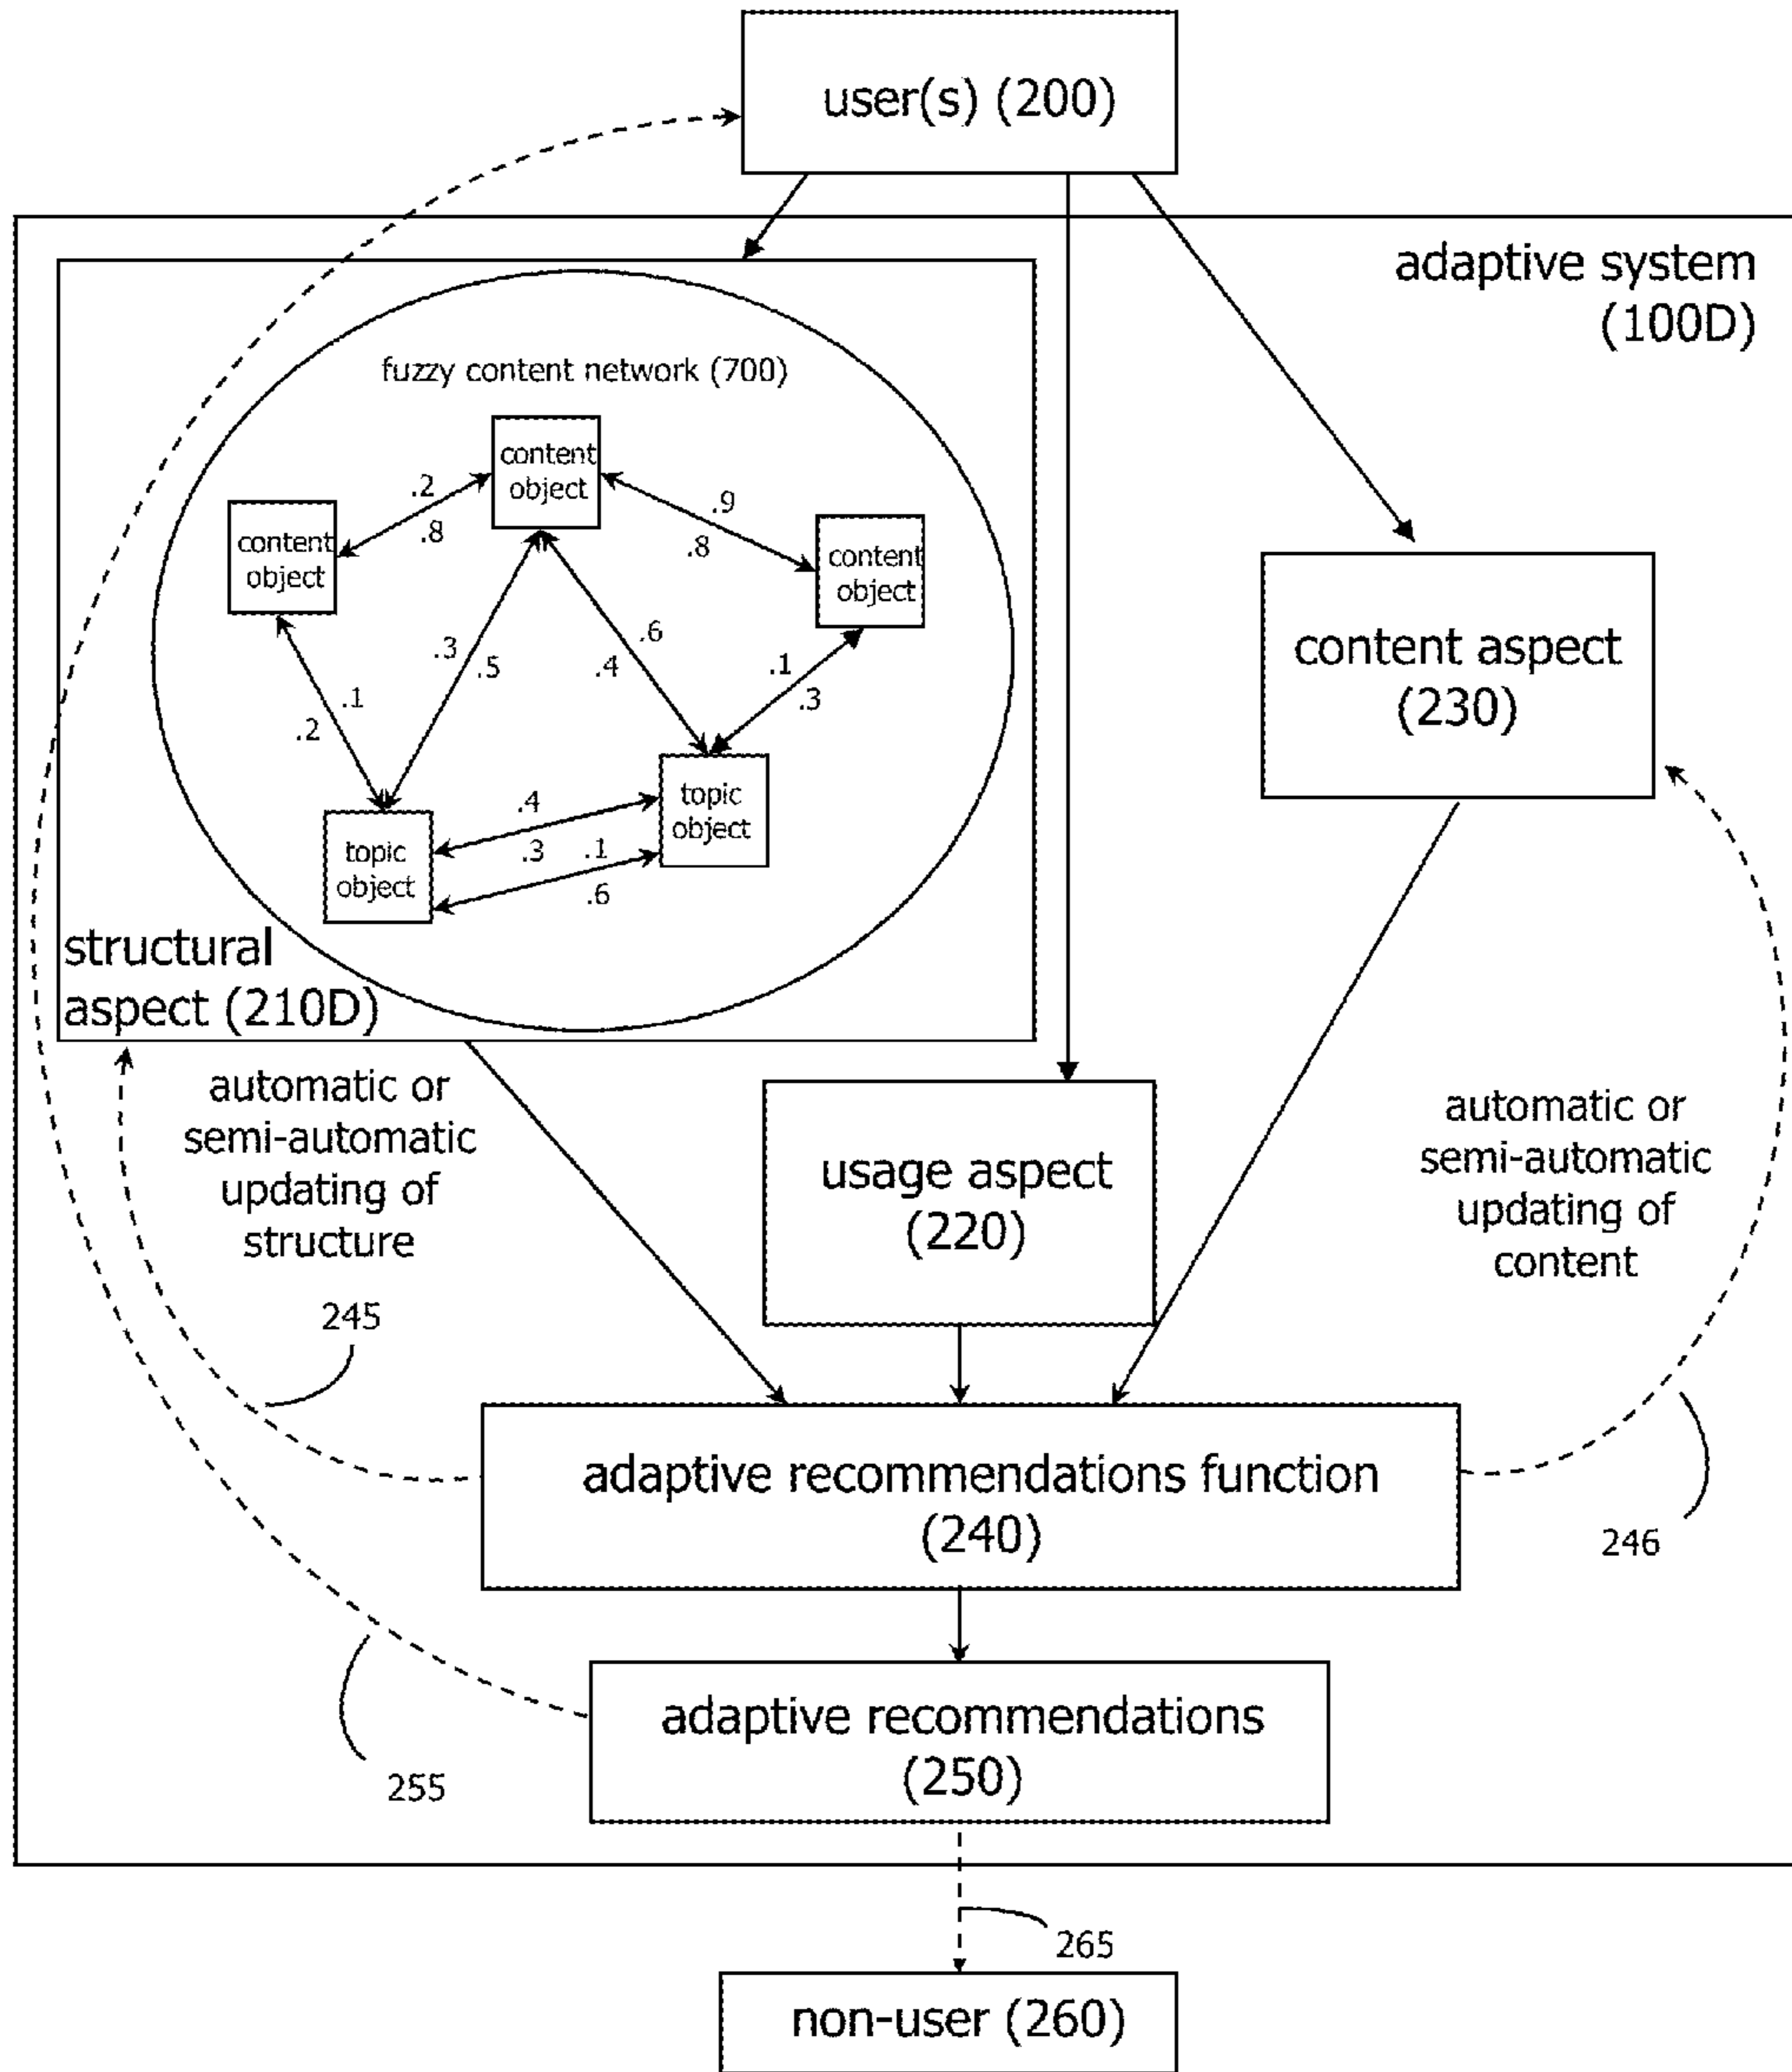 user(s) (200)
adaptive system
(100D)
fuzzy content network (700)
content
object
.2
.8
content
object
.9
.8
content
object
.3
.5
.6
.4
.1
.3
.1
.2
topic
object
.4
.3
.1
.6
topic
object
structural
aspect (210D)
content aspect
(230)
automatic or
semi-automatic
updating of
structure
245
usage aspect
(220)
automatic or
semi-automatic
updating of
content
246
adaptive recommendations function
(240)
adaptive recommendations
(250)
255
265
non-user (260)